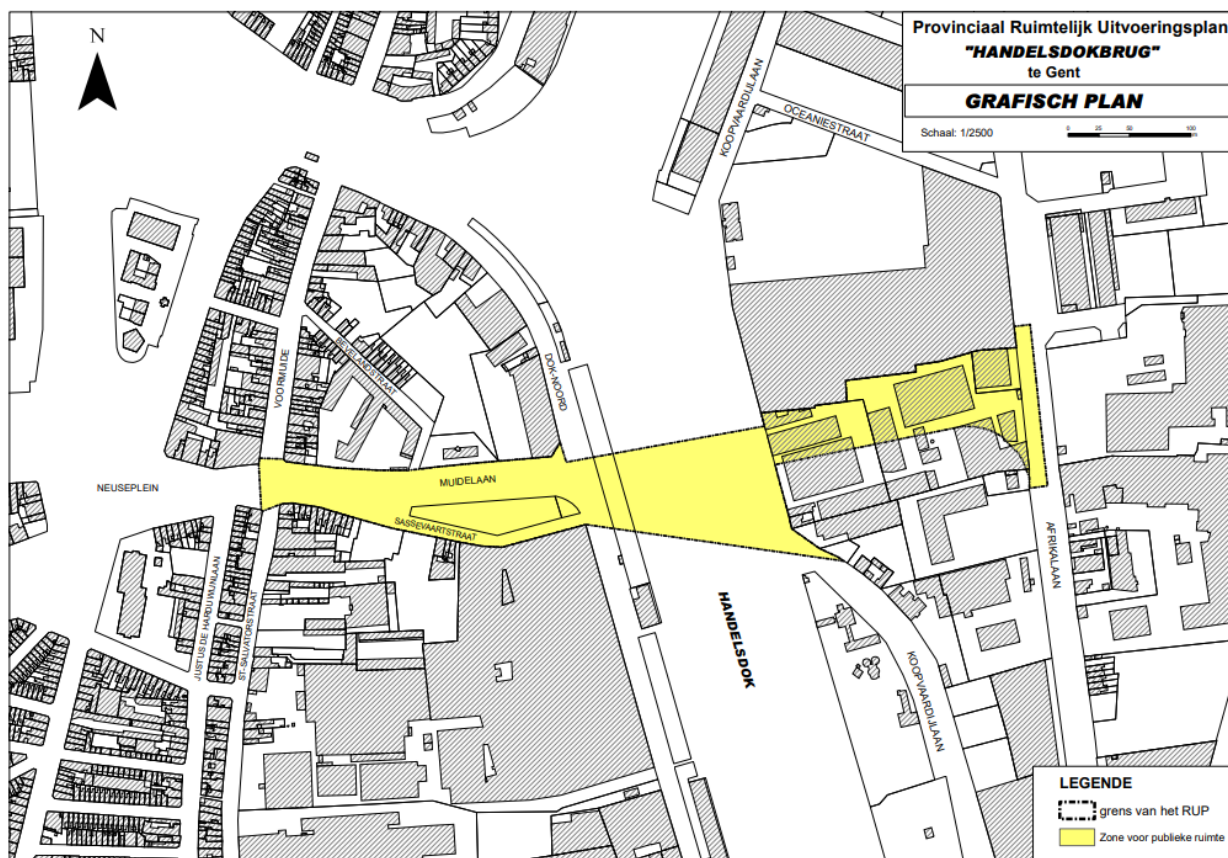 Provinciaal Ruimtelijk Uitvoeringsplan
"HANDELSDOKBRUG"
te Gent
GRAFISCH PLAN
Schaal: 1/2500
0 25 50 100
m
N
KOOPVAARDIJLAAN
OCEANIESTRAAT
VOORMUIDE
BEVELANDSTRAAT
DOK-NOORD
NEUSEPLEIN
MUIDELAAN
SASSEVAARTSTRAAT
JUSTUS DE HARDUWIJNLAAN
ST-SALVATORSTRAAT
HANDELSDOK
KOOPVAARDIJLAAN
AFRIKALAAN
LEGENDE
grens van het RUP
Zone voor publieke ruimte